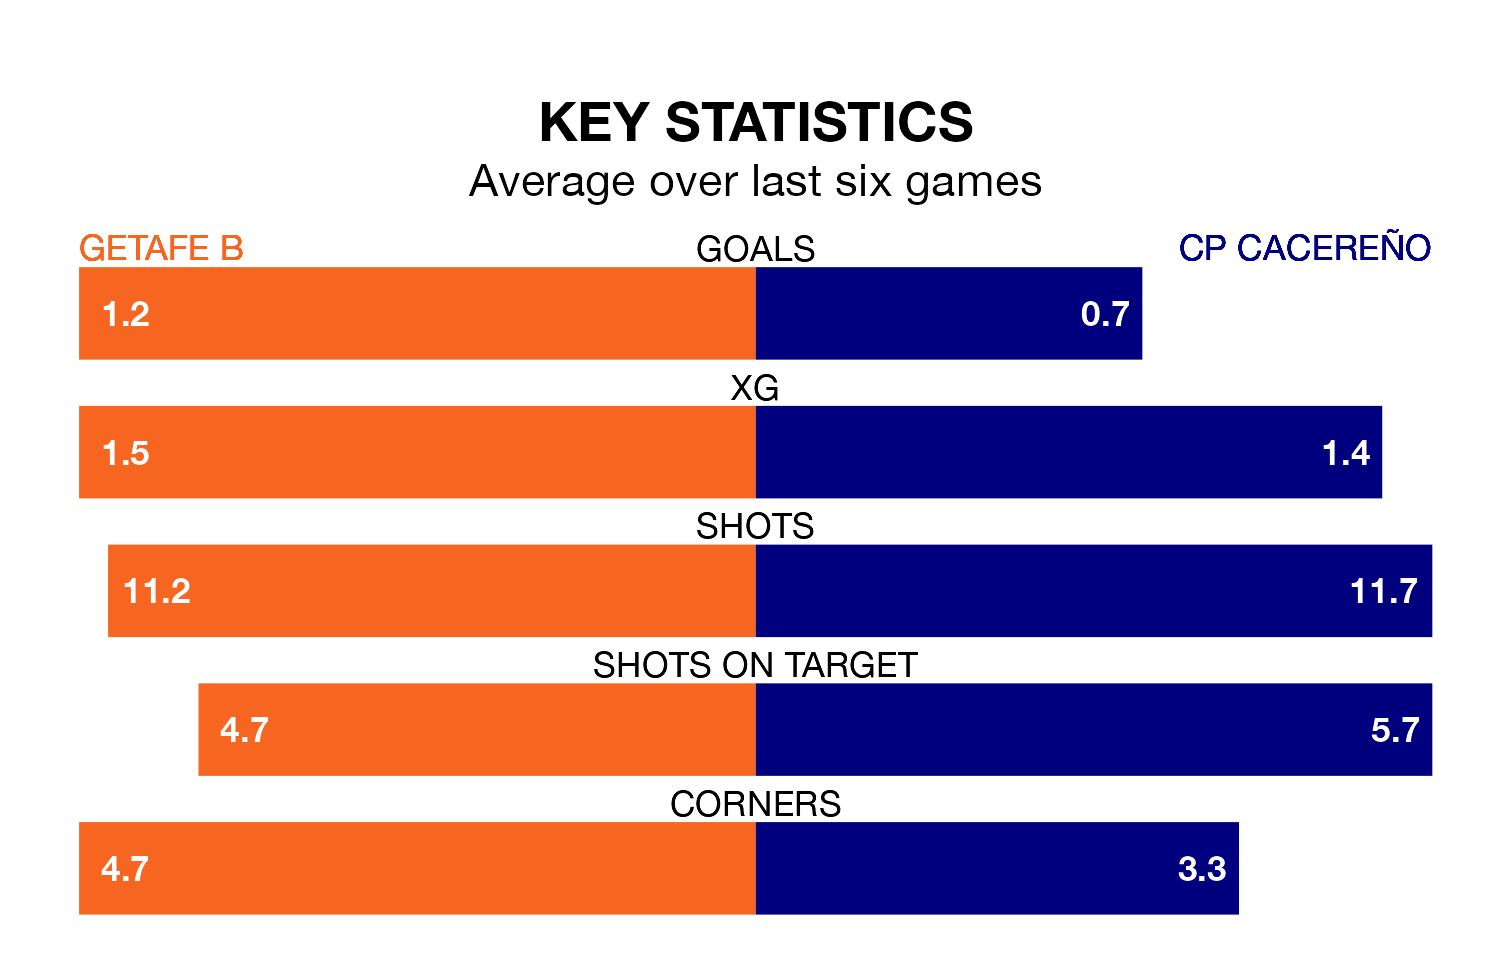 KEY STATISTICS
Average over last six games
GETAFE B GOALS CP CACEREÑO
1.2 0.7
XG
1.5 1.4
SHOTS
11.2 11.7
SHOTS ON TARGET
4.7 5.7
CORNERS
4.7 3.3